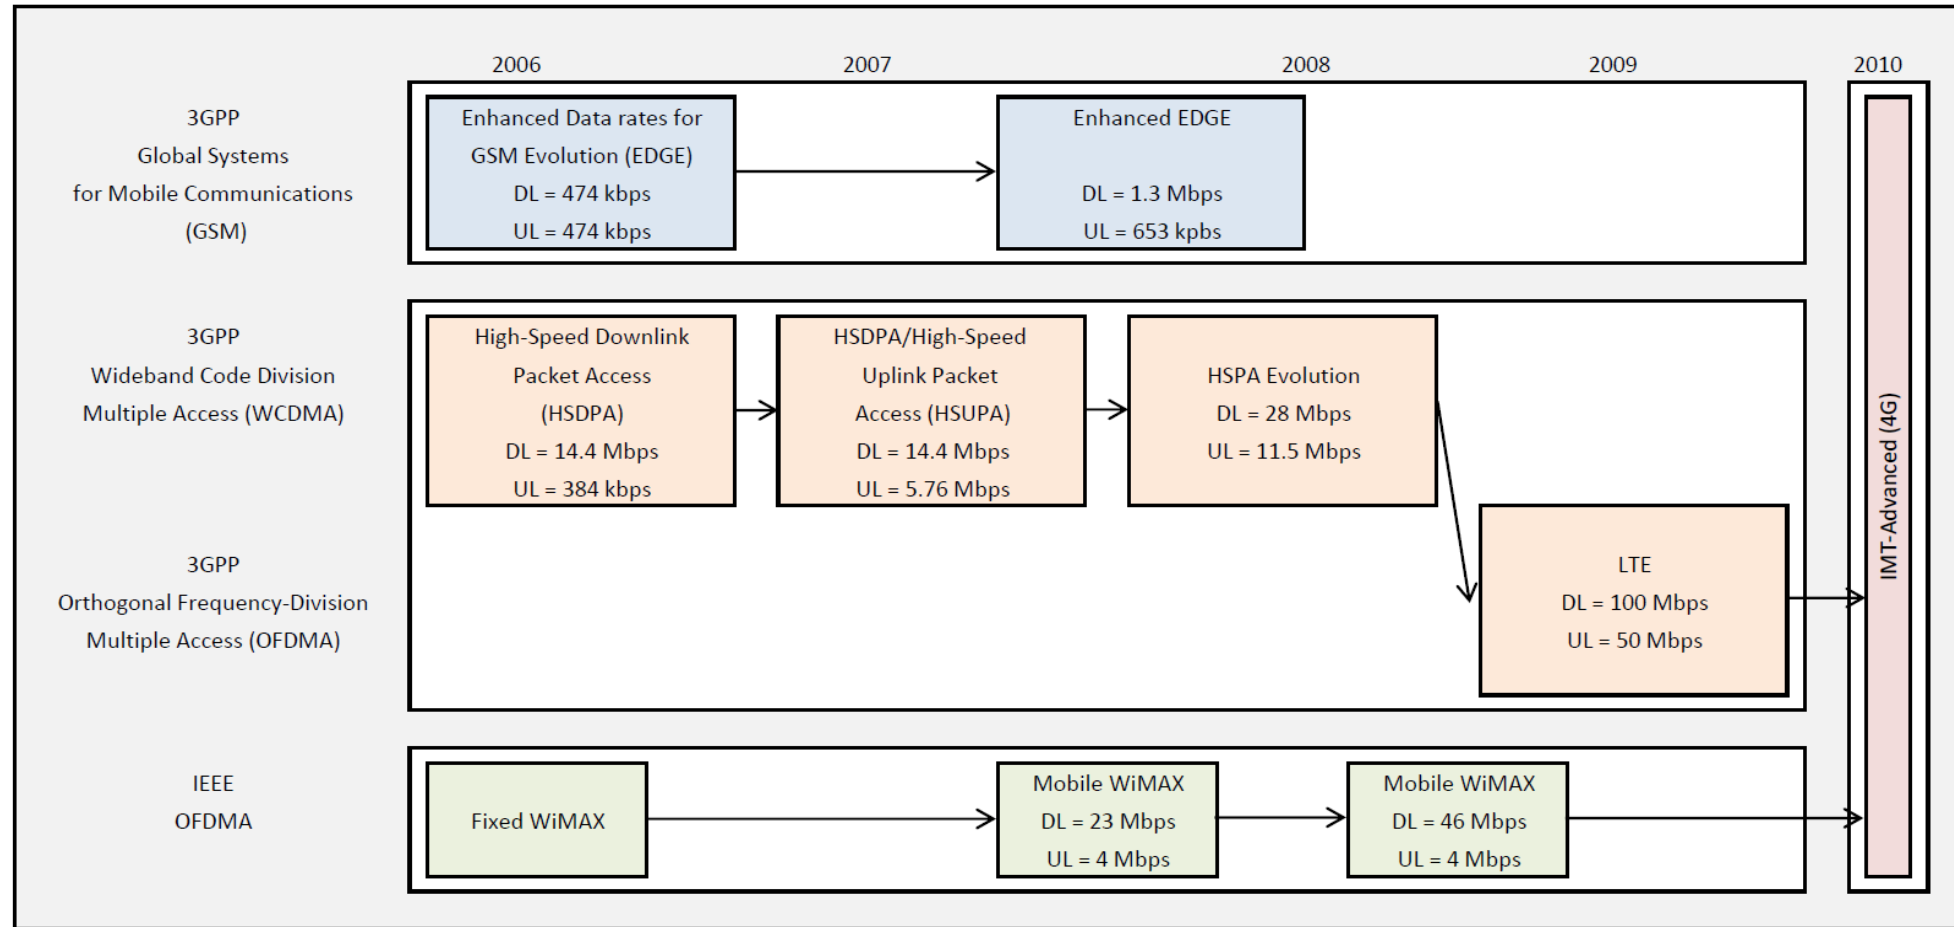 2006
2007
2008
2009
2010
3GPP
Global Systems
for Mobile Communications
(GSM)
Enhanced Data rates for
GSM Evolution (EDGE)
DL = 474 kbps
UL = 474 kbps
Enhanced EDGE
DL = 1.3 Mbps
UL = 653 kpbs
3GPP
Wideband Code Division
Multiple Access (WCDMA)
High-Speed Downlink
Packet Access
(HSDPA)
DL = 14.4 Mbps
UL = 384 kbps
HSDPA/High-Speed
Uplink Packet
Access (HSUPA)
DL = 14.4 Mbps
UL = 5.76 Mbps
HSPA Evolution
DL = 28 Mbps
UL = 11.5 Mbps
3GPP
Orthogonal Frequency-Division
Multiple Access (OFDMA)
LTE
DL = 100 Mbps
UL = 50 Mbps
IEEE
OFDMA
Fixed WiMAX
Mobile WiMAX
DL = 23 Mbps
UL = 4 Mbps
Mobile WiMAX
DL = 46 Mbps
UL = 4 Mbps
IMT-Advanced (4G)